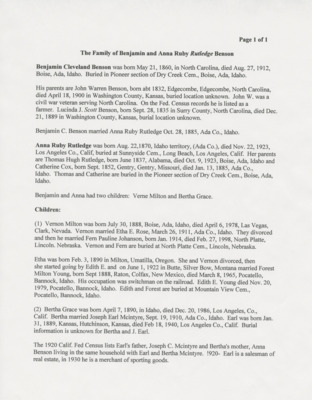 Page 1 of 1
The Family of Benjamin and Anna Ruby Rutledge Benson
Benjamin Cleveland Benson was born May 21, 1860, in North Carolina, died Aug. 27, 1912,
Boise, Ada, Idaho. Buried in Pioneer section of Dry Creek Cem., Boise, Ada, Idaho.
His parents are John Warren Benson, born abt 1832, Edgecombe, Edgecombe, North Carolina,
died April 18, 1900 in Washington County, Kansas, buried location unknown. John W. was a
civil war veteran serving North Carolina. On the Fed. Census records he is listed as a
farmer. Lucinda J. Scott Benson, born Sept. 28, 1835 in Surry County, North Carolina, died Dec.
21, 1889 in Washington County, Kansas, burial location unknown.
Benjamin C. Benson married Anna Ruby Rutledge Oct. 28, 1885, Ada Co., Idaho.
Anna Ruby Rutledge was born Aug. 22,1870, Idaho territory, (Ada Co.), died Nov. 22, 1923,
Los Angeles Co., Calif, buried at Sunnyside Cem., Long Beach, Los Angeles, Calif. Her parents
are Thomas Hugh Rutledge, born June 1837, Alabama, died Oct. 9, 1923, Boise, Ada, Idaho and
Catherine Cox, born Sept. 1852, Gentry, Gentry, Missouri, died Jan. 13, 1885, Ada Co.,
Idaho. Thomas and Catherine are buried in the Pioneer section of Dry Creek Cem., Boise, Ada,
Idaho.
Benjamin and Anna had two children: Verne Milton and Bertha Grace.
Children:
(1) Vernon Milton was born July 30, 1888, Boise, Ada, Idaho, died April 6, 1978, Las Vegas,
Clark, Nevada. Vernon married Etha E. Rose, March 26, 1911, Ada Co., Idaho. They divorced
and then he married Fern Pauline Johanson, born Jan. 1914, died Feb. 27, 1998, North Platte,
Lincoln, Nebraska. Vernon and Fern are buried at North Platte Cem., Lincoln, Nebraska
Etha was born Feb. 3, 1890 in Milton, Umatilla, Oregon. She and Vernon divorced, then
she started going by Edith E. and on June 1, 1922 in Butte, Silver Bow, Montana married Forest
Milton Young, born Sept 1888, Raton, Colfax, New Mexico, died March 8, 1965, Pocatello,
Bannock, Idaho. His occupation was switchman on the railroad. Edith E. Young died Nov. 20,
1979, Pocatello, Bannock, Idaho. Edith and Forest are buried at Mountain View Cem.,
Pocatello, Bannock, Idaho.
(2) Bertha Grace was born April 7, 1890, in Idaho, died Dec. 20, 1986, Los Angeles, Co.,
Calif. Bertha married Joseph Earl Mcintyre, Sept. 19, 1910, Ada Co., Idaho. Earl was born Jan.
31, 1889, Kansas, Hutchinson, Kansas, died Feb 18, 1940, Los Angeles Co., Calif. Burial
information is unknown for Bertha and J. Earl.
The 1920 Calif. Fed Census lists Earl's father, Joseph C. Mcintyre and Bertha's mother, Anna
Benson living in the same household with Earl and Bertha Mcintyre. Earl is a salesman of
real estate, in 1930 he is a merchant of sporting goods.